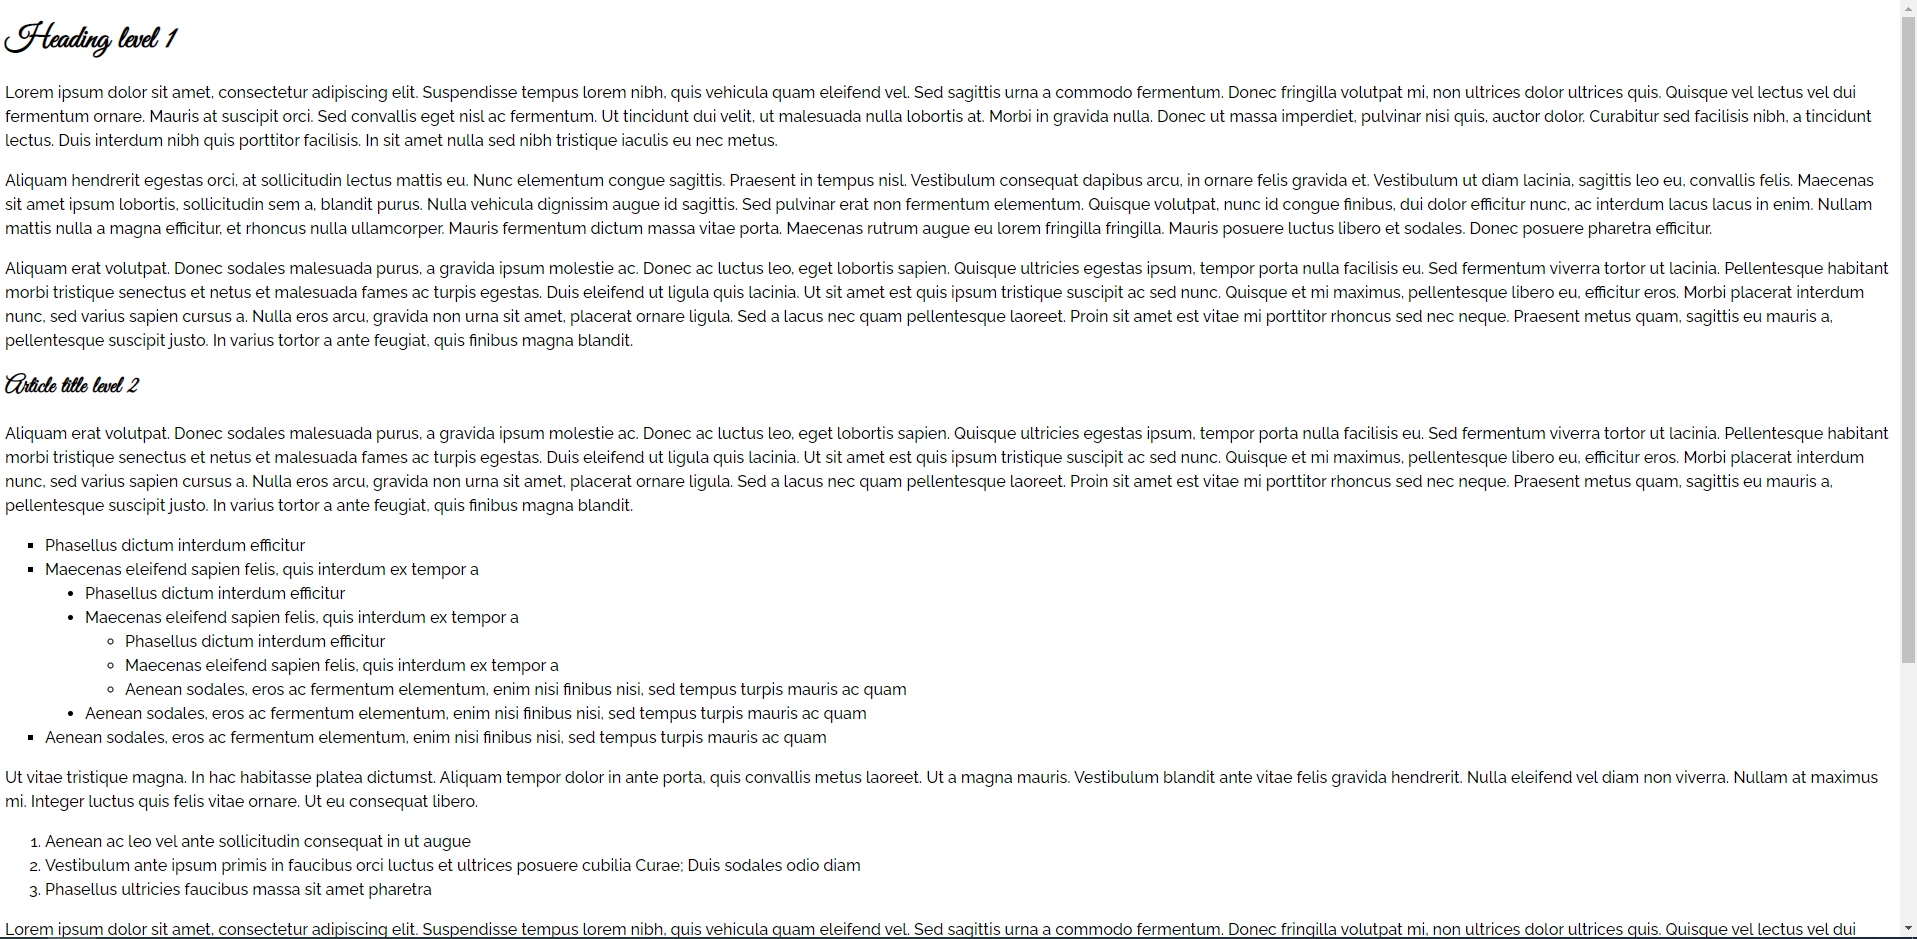 Heading level 1
Lorem ipsum dolor sit amet, consectetur adipiscing elit. Suspendisse tempus lorem nibh, quis vehicula quam eleifend vel. Sed sagittis urna a commodo fermentum. Donec fringilla volutpat mi, non ultrices dolor ultrices quis. Quisque vel lectus vel dui
fermentum ornare. Mauris at suscipit orci. Sed convallis eget nisl ac fermentum. Ut tincidunt dui velit, ut malesuada nulla lobortis at. Morbi in gravida nulla. Donec ut massa imperdiet, pulvinar nisi quis, auctor dolor. Curabitur sed facilisis nibh, a tincidunt
lectus. Duis interdum nibh quis porttitor facilisis. In sit amet nulla sed nibh tristique iaculis eu nec metus.
Aliquam hendrerit egestas orci, at sollicitudin lectus mattis eu. Nunc elementum congue sagittis. Praesent in tempus nisl. Vestibulum consequat dapibus arcu, in ornare felis gravida et. Vestibulum ut diam lacinia, sagittis leo eu, convallis felis. Maecenas
sit amet ipsum lobortis, sollicitudin sem a, blandit purus. Nulla vehicula dignissim augue id sagittis. Sed pulvinar erat non fermentum elementum. Quisque volutpat, nunc id congue finibus, dui dolor efficitur nunc, ac interdum lacus lacus in enim. Nullam
mattis nulla a magna efficitur, et rhoncus nulla ullamcorper. Mauris fermentum dictum massa vitae porta. Maecenas rutrum augue eu lorem fringilla fringilla. Mauris posuere luctus libero et sodales. Donec posuere pharetra efficitur.
Aliquam erat volutpat. Donec sodales malesuada purus, a gravida ipsum molestie ac. Donec ac luctus leo, eget lobortis sapien. Quisque ultricies egestas ipsum, tempor porta nulla facilisis eu. Sed fermentum viverra tortor ut lacinia. Pellentesque habitant
morbi tristique senectus et netus et malesuada fames ac turpis egestas. Duis eleifend ut ligula quis lacinia. Ut sit amet est quis ipsum tristique suscipit ac sed nunc. Quisque et mi maximus, pellentesque libero eu, efficitur eros. Morbi placerat interdum
nunc, sed varius sapien cursus a. Nulla eros arcu, gravida non urna sit amet, placerat ornare ligula. Sed a lacus nec quam pellentesque laoreet. Proin sit amet est vitae mi porttitor rhoncus sed nec neque. Praesent metus quam, sagittis eu mauris a,
pellentesque suscipit justo. In varius tortor a ante feugiat, quis finibus magna blandit.
Article title level 2
Aliquam erat volutpat. Donec sodales malesuada purus, a gravida ipsum molestie ac. Donec ac luctus leo, eget lobortis sapien. Quisque ultricies egestas ipsum, tempor porta nulla facilisis eu. Sed fermentum viverra tortor ut lacinia. Pellentesque habitant
morbi tristique senectus et netus et malesuada fames ac turpis egestas. Duis eleifend ut ligula quis lacinia. Ut sit amet est quis ipsum tristique suscipit ac sed nunc. Quisque et mi maximus, pellentesque libero eu, efficitur eros. Morbi placerat interdum
nunc, sed varius sapien cursus a. Nulla eros arcu, gravida non urna sit amet, placerat ornare ligula. Sed a lacus nec quam pellentesque laoreet. Proin sit amet est vitae mi porttitor rhoncus sed nec neque. Praesent metus quam, sagittis eu mauris a,
pellentesque suscipit justo. In varius tortor a ante feugiat, quis finibus magna blandit.
▪ Phasellus dictum interdum efficitur
▪ Maecenas eleifend sapien felis, quis interdum ex tempor a
• Phasellus dictum interdum efficitur
• Maecenas eleifend sapien felis, quis interdum ex tempor a
◦ Phasellus dictum interdum efficitur
◦ Maecenas eleifend sapien felis, quis interdum ex tempor a
◦ Aenean sodales, eros ac fermentum elementum, enim nisi finibus nisi, sed tempus turpis mauris ac quam
• Aenean sodales, eros ac fermentum elementum, enim nisi finibus nisi, sed tempus turpis mauris ac quam
▪ Aenean sodales, eros ac fermentum elementum, enim nisi finibus nisi, sed tempus turpis mauris ac quam
Ut vitae tristique magna. In hac habitasse platea dictumst. Aliquam tempor dolor in ante porta, quis convallis metus laoreet. Ut a magna mauris. Vestibulum blandit ante vitae felis gravida hendrerit. Nulla eleifend vel diam non viverra. Nullam at maximus
mi. Integer luctus quis felis vitae ornare. Ut eu consequat libero.
1. Aenean ac leo vel ante sollicitudin consequat in ut augue
2. Vestibulum ante ipsum primis in faucibus orci luctus et ultrices posuere cubilia Curae; Duis sodales odio diam
3. Phasellus ultricies faucibus massa sit amet pharetra
Lorem ipsum dolor sit amet, consectetur adipiscing elit. Suspendisse tempus lorem nibh, quis vehicula quam eleifend vel. Sed sagittis urna a commodo fermentum. Donec fringilla volutpat mi, non ultrices dolor ultrices quis. Quisque vel lectus vel dui